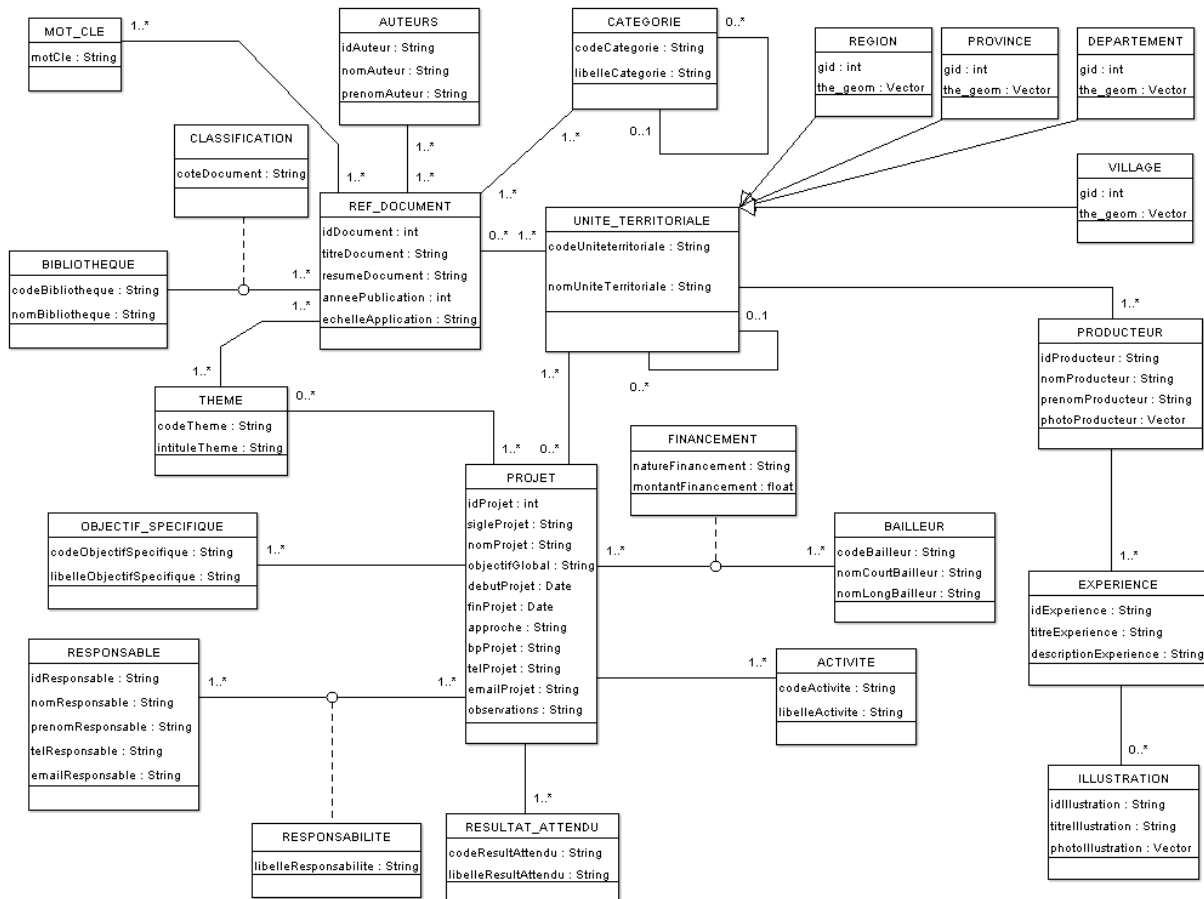 MOT_CLE
motCle : String
1..*
1..*
AUTEURS
idAuteur : String
nomAuteur : String
prenomAuteur : String
1..*
1..*
CATEGORIE
codeCategorie : String
libelleCategorie : String
0..*
0..1
1..*
1..*
REGION
gid : int
the_geom : Vector
PROVINCE
gid : int
the_geom : Vector
DEPARTEMENT
gid : int
the_geom : Vector
VILLAGE
gid : int
the_geom : Vector
CLASSIFICATION
coteDocument : String
REF_DOCUMENT
idDocument : int
titreDocument : String
resumeDocument : String
anneePublication : int
echelleApplication : String
0..*
1..*
UNITE_TERRITORIALE
codeUniteterritoriale : String
nomUniteTerritoriale : String
0..1
0..*
BIBLIOTHEQUE
codeBibliotheque : String
nomBibliotheque : String
1..*
1..*
1..*
THEME
codeTheme : String
intituleTheme : String
0..*
1..*
1..*
0..*
1..*
PRODUCTEUR
idProducteur : String
nomProducteur : String
prenomProducteur : String
photoProducteur : Vector
FINANCEMENT
natureFinancement : String
montantFinancement : float
PROJET
idProjet : int
sigleProjet : String
nomProjet : String
objectifGlobal : String
debutProjet : Date
finProjet : Date
approche : String
bpProjet : String
telProjet : String
emailProjet : String
observations : String
OBJECTIF_SPECIFIQUE
codeObjectifSpecifique : String
libelleObjectifSpecifique : String
1..*
1..*
1..*
BAILLEUR
codeBailleur : String
nomCourtBailleur : String
nomLongBailleur : String
1..*
EXPERIENCE
idExperience : String
titreExperience : String
descriptionExperience : String
RESPONSABLE
idResponsable : String
nomResponsable : String
prenomResponsable : String
telResponsable : String
emailResponsable : String
1..*
1..*
1..*
ACTIVITE
codeActivite : String
libelleActivite : String
0..*
ILLUSTRATION
idIllustration : String
titreIllustration : String
photoIllustration : Vector
RESPONSABILITE
libelleResponsabilite : String
1..*
RESULTAT_ATTENDU
codeResultAttendu : String
libelleResultAttendu : String